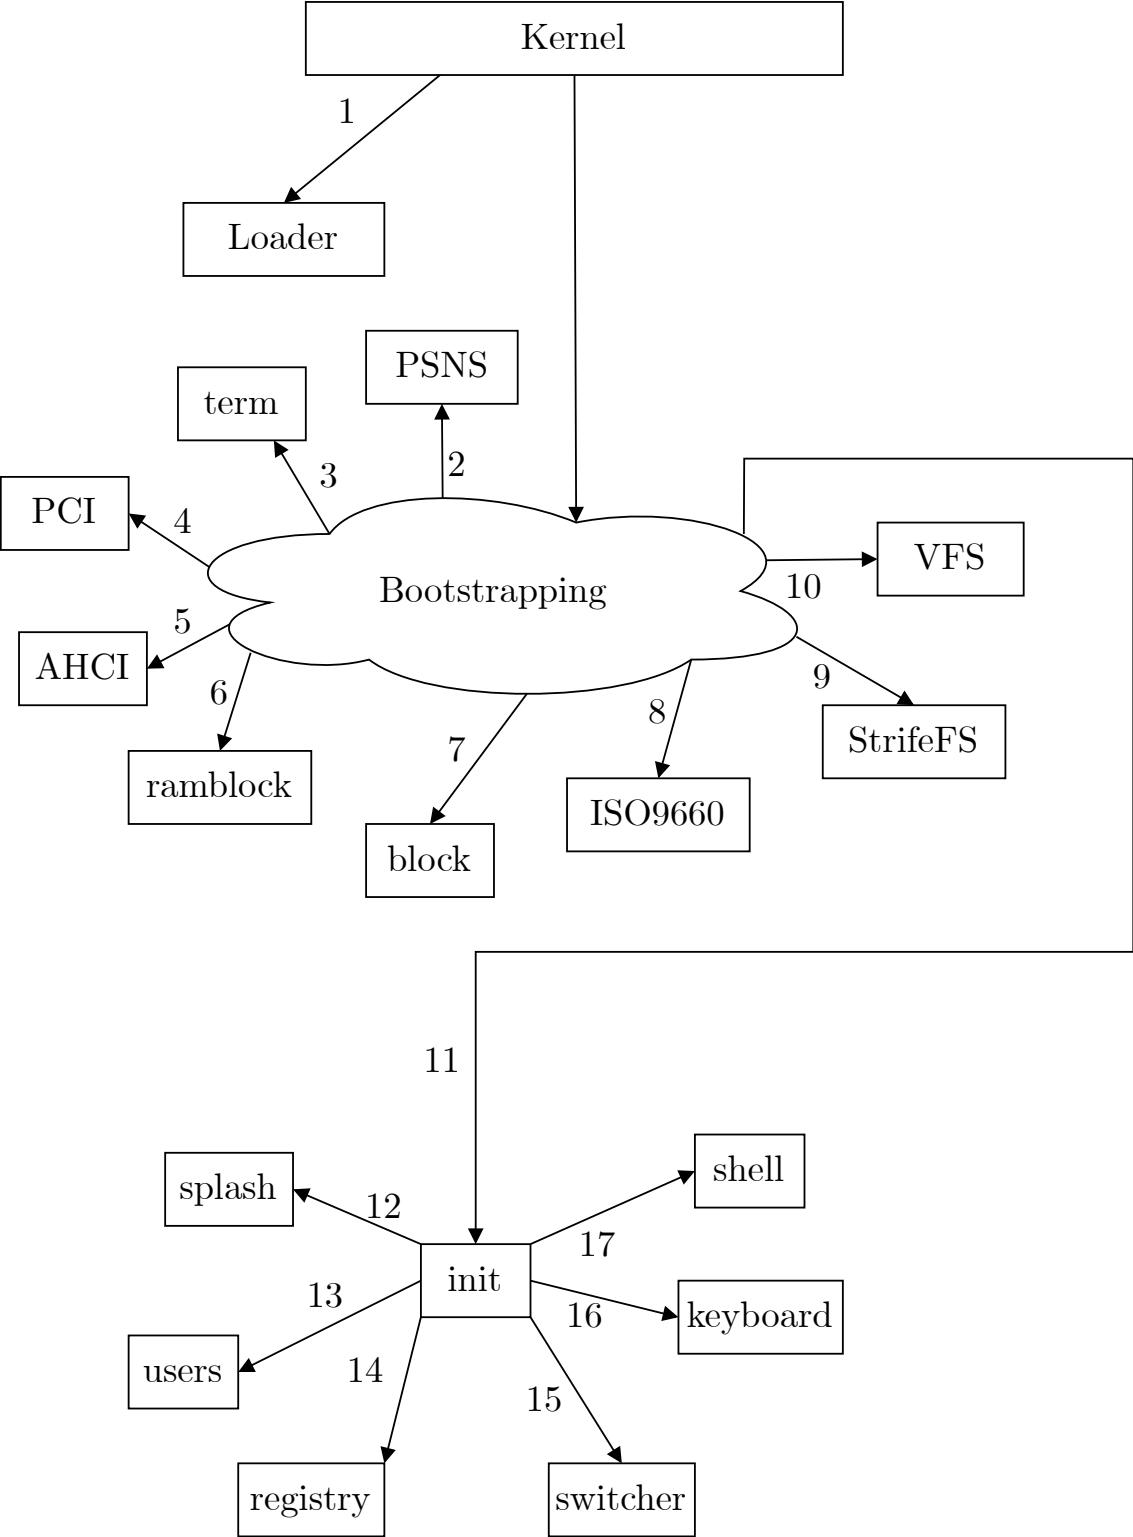 Kernel
1
Loader
PSNS
term
2
3
PCI
4
VFS
10
Bootstrapping
5
AHCI
9
6
8
StrifeFS
7
ramblock
ISO9660
block
11
shell
splash
12
17
init
13
16
keyboard
users
14
15
registry
switcher